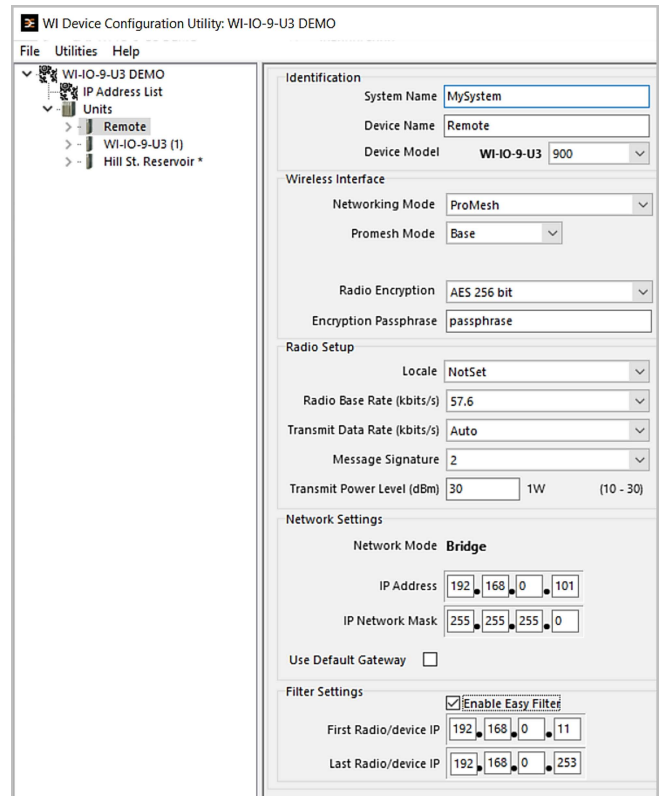 WI Device Configuration Utility: WI-IO-9-U3 DEMO
File Utilities Help
WI-IO-9-U3 DEMO
IP Address List
Units
Remote
WI-IO-9-U3 (1)
Hill St. Reservoir *
Identification
System Name MySystem
Device Name Remote
Device Model WI-IO-9-U3 900
Wireless Interface
Networking Mode ProMesh
Promesh Mode Base
Radio Encryption AES 256 bit
Encryption Passphrase passphrase
Radio Setup
Locale NotSet
Radio Base Rate (kbits/s) 57.6
Transmit Data Rate (kbits/s) Auto
Message Signature 2
Transmit Power Level (dBm) 30 1W (10 - 30)
Network Settings
Network Mode Bridge
IP Address 192 . 168 . 0 . 101
IP Network Mask 255 . 255 . 255 . 0
Use Default Gateway
Filter Settings
Enable Easy Filter
First Radio/device IP 192 . 168 . 0 . 11
Last Radio/device IP 192 . 168 . 0 . 253